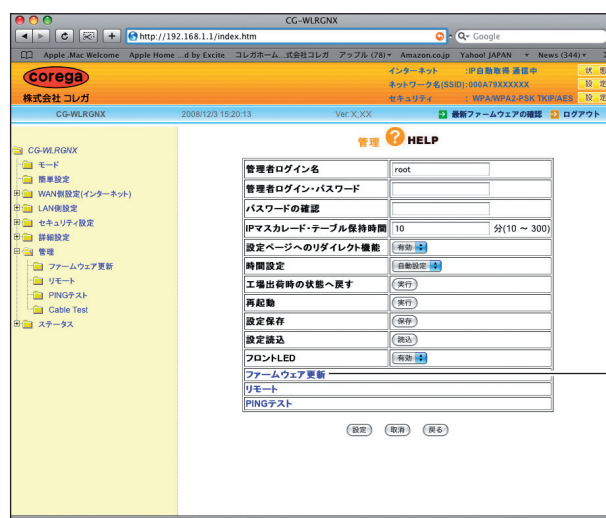 CG-WLRGNX
http://192.168.1.1/index.htm
Google
Apple .Mac Welcome Apple Home ...d by Excite コレガホーム...式会社コレガ アップル (78) Amazon.co.jp Yahoo! JAPAN News (344)
corega
株式会社 コレガ
インターネット :IP自動取得 通信中
ネットワーク名(SSID):000A79XXXXXX
セキュリティ : WPA/WPA2-PSK TKIP/AES
状 態
設 定
設 定
CG-WLRGNX 2008/12/3 15:20:13 Ver. X,XX 最新ファームウェアの確認 ログアウト
CG-WLRGNX
モード
簡単設定
WAN側設定(インターネット)
LAN側設定
セキュリティ設定
詳細設定
管理
ファームウェア更新
リモート
PINGテスト
Cable Test
ステータス
管理 ? HELP
管理者ログイン名 root
管理者ログイン・パスワード
パスワードの確認
IPマスカレード・テーブル保持時間 10 分(10 ~ 300)
設定ページへのリダイレクト機能 有効
時間設定 自動設定
工場出荷時の状態へ戻す 実行
再起動 実行
設定保存 保存
設定読込 読込
フロントLED 有効
ファームウェア更新
リモート
PINGテスト
設定 取消 戻る